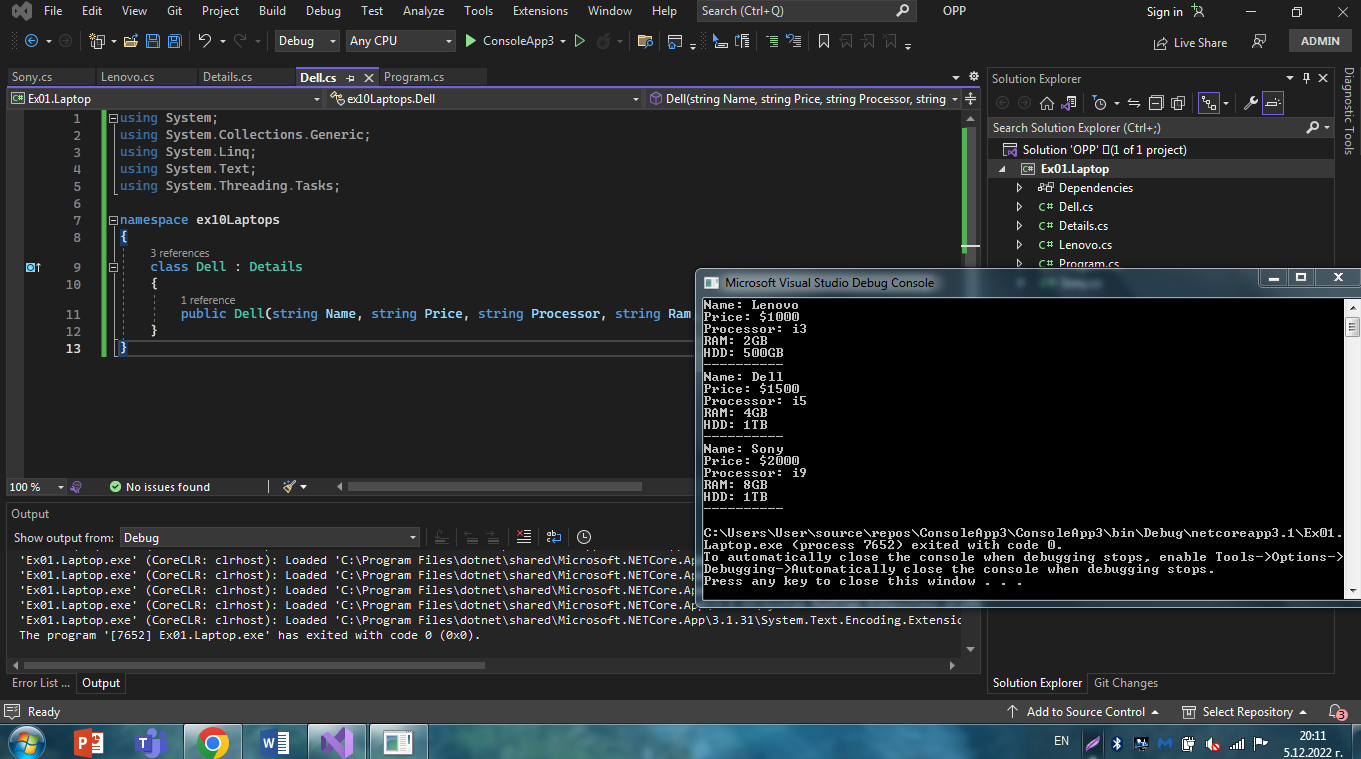 File Edit View Git Project Build Debug Test Analyze Tools Extensions Window Help Search (Ctrl+Q) OPP Sign in
Debug Any CPU ConsoleApp3 Live Share ADMIN
Sony.cs Lenovo.cs Details.cs Dell.cs Program.cs
Ex01.Laptop ex10Laptops.Dell Dell(string Name, string Price, string Processor, string
1 using System;
2 using System.Collections.Generic;
3 using System.Linq;
4 using System.Text;
5 using System.Threading.Tasks;
6
7 namespace ex10Laptops
8 {
3 references
9 class Dell : Details
10 {
1 reference
11 public Dell(string Name, string Price, string Processor, string Ram
12 }
13 }
100 % No issues found
Output
Show output from: Debug
'Ex01.Laptop.exe' (CoreCLR: clrhost): Loaded 'C:\Program Files\dotnet\shared\Microsoft.NETCore.Ap
'Ex01.Laptop.exe' (CoreCLR: clrhost): Loaded 'C:\Program Files\dotnet\shared\Microsoft.NETCore.Ap
'Ex01.Laptop.exe' (CoreCLR: clrhost): Loaded 'C:\Program Files\dotnet\shared\Microsoft.NETCore.Ap
'Ex01.Laptop.exe' (CoreCLR: clrhost): Loaded 'C:\Program Files\dotnet\shared\Microsoft.NETCore.App\3.1.31\System.Text.Encoding.Extensio
The program '[7652] Ex01.Laptop.exe' has exited with code 0 (0x0).
Error List ... Output
Solution Explorer
Search Solution Explorer (Ctrl+;)
Solution 'OPP' (1 of 1 project)
Ex01.Laptop
Dependencies
C# Dell.cs
C# Details.cs
C# Lenovo.cs
C# Program.cs
Diagnostic Tools
Microsoft Visual Studio Debug Console
Name: Lenovo
Price: $1000
Processor: i3
RAM: 2GB
HDD: 500GB
----------
Name: Dell
Price: $1500
Processor: i5
RAM: 4GB
HDD: 1TB
----------
Name: Sony
Price: $2000
Processor: i9
RAM: 8GB
HDD: 1TB
----------
C:\Users\User\source\repos\ConsoleApp3\ConsoleApp3\bin\Debug\netcoreapp3.1\Ex01.
Laptop.exe (process 7652) exited with code 0.
To automatically close the console when debugging stops, enable Tools->Options->
Debugging->Automatically close the console when debugging stops.
Press any key to close this window . . .
Solution Explorer Git Changes
Ready Add to Source Control Select Repository 3
EN 20:11
5.12.2022 г.